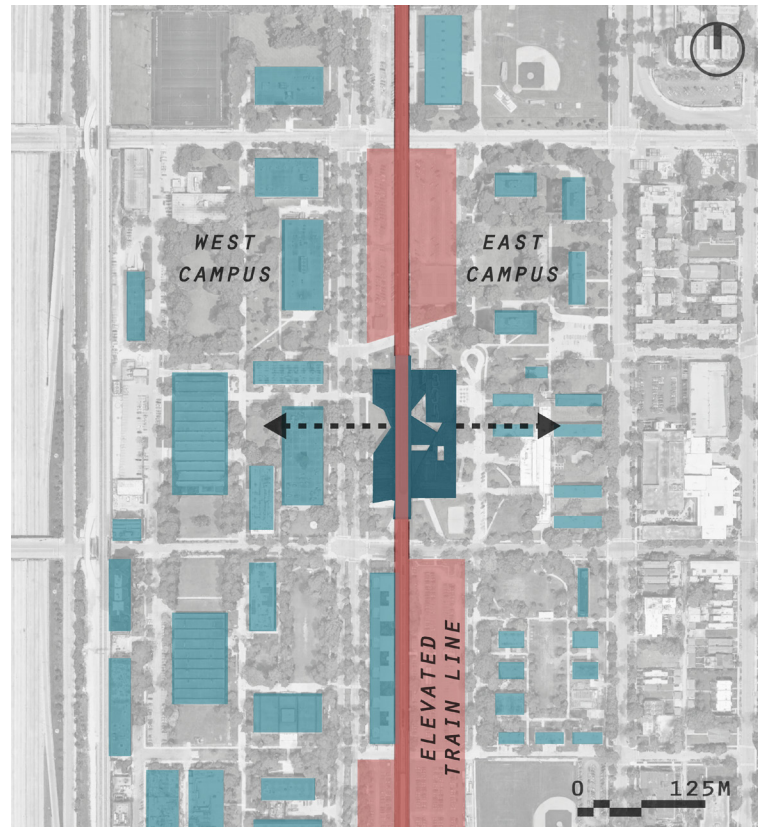 WEST
CAMPUS
EAST
CAMPUS
ELEVATED
TRAIN LINE
0 125M